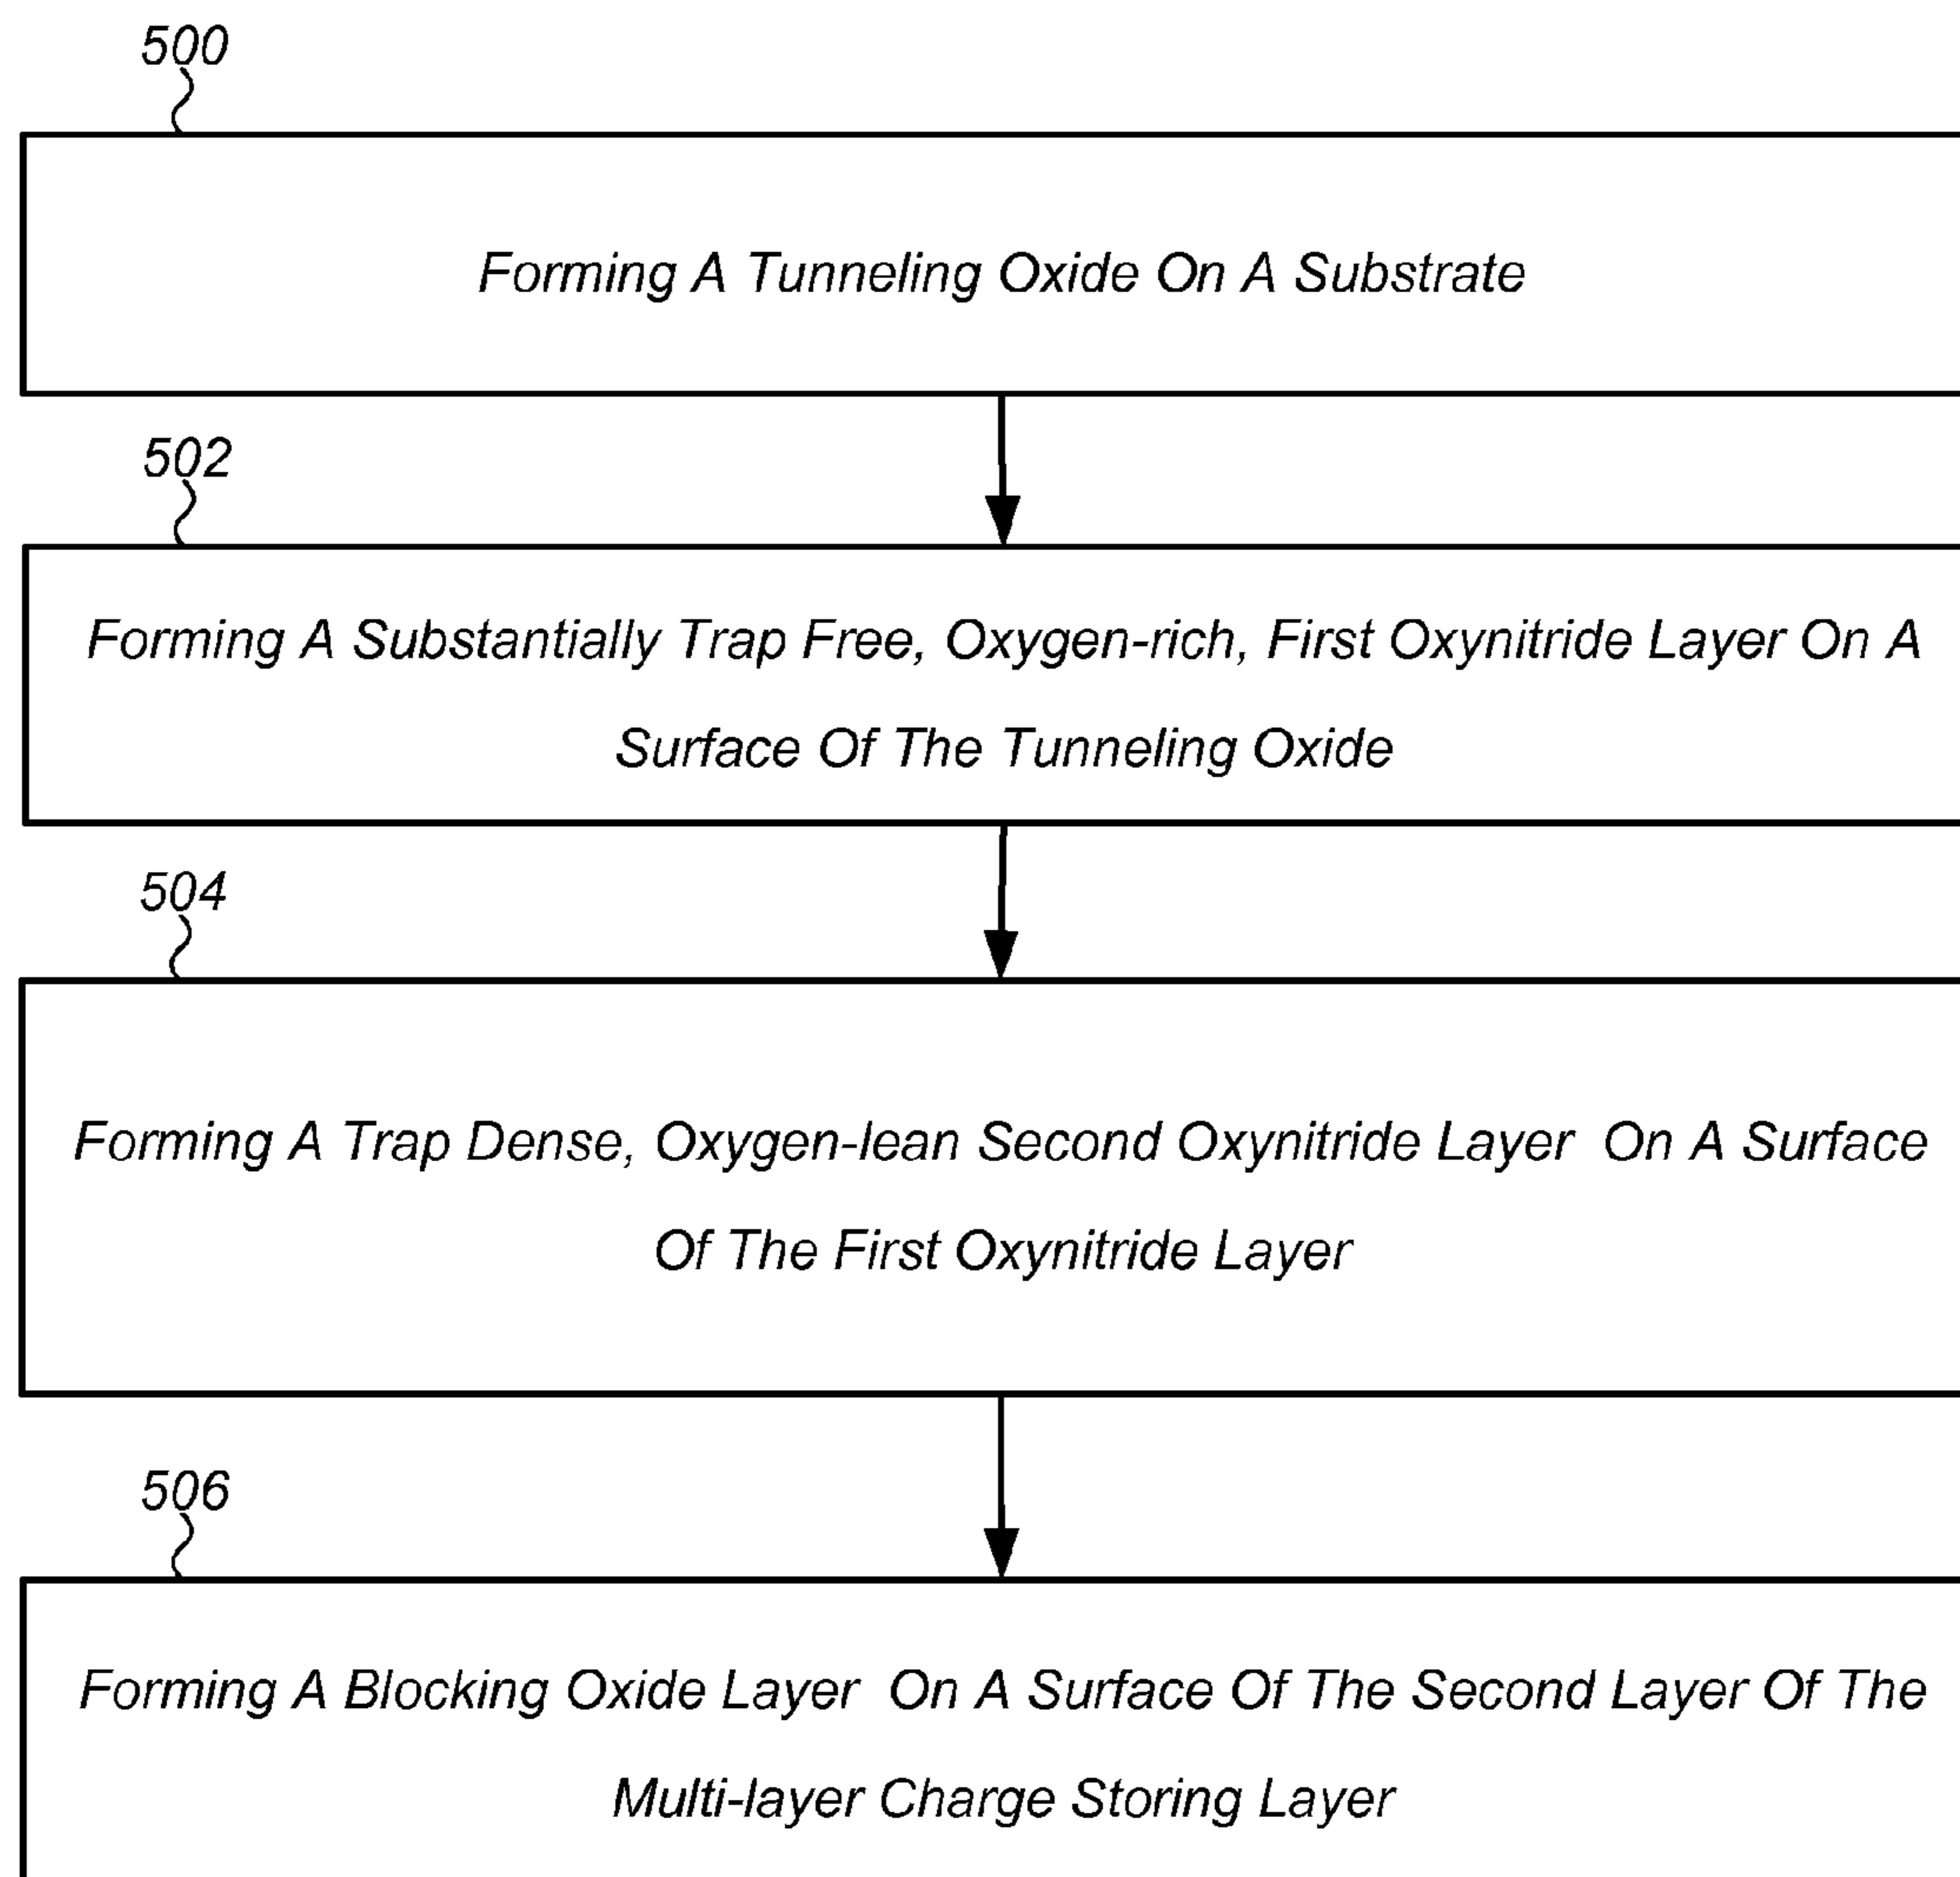 500
Forming A Tunneling Oxide On A Substrate
502
Forming A Substantially Trap Free, Oxygen-rich, First Oxynitride Layer On A
Surface Of The Tunneling Oxide
504
Forming A Trap Dense, Oxygen-lean Second Oxynitride Layer On A Surface
Of The First Oxynitride Layer
506
Forming A Blocking Oxide Layer On A Surface Of The Second Layer Of The
Multi-layer Charge Storing Layer